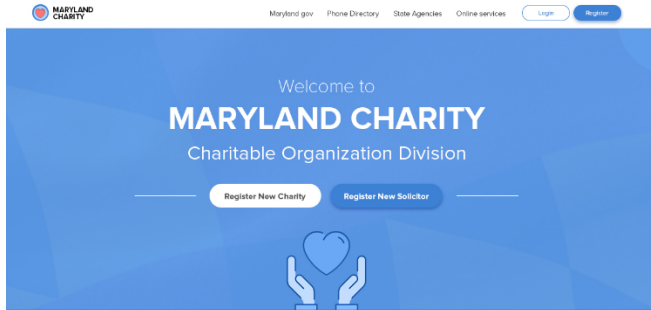 MARYLAND
CHARITY
Maryland gov Phone Directory State Agencies Online services Login Register
Welcome to
MARYLAND CHARITY
Charitable Organization Division
Register New Charity Register New Solicitor